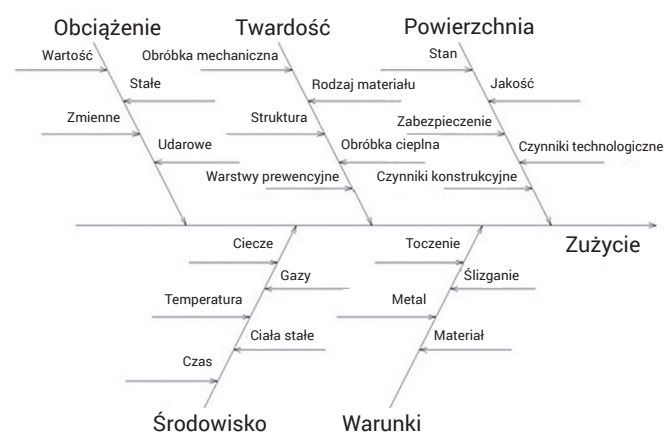 Obciążenie
Twardość
Powierzchnia
Wartość
Obróbka mechaniczna
Stan
Stałe
Rodzaj materiału
Jakość
Zmienne
Struktura
Zabezpieczenie
Udarowe
Obróbka cieplna
Czynniki technologiczne
Warstwy prewencyjne
Czynniki konstrukcyjne
Zużycie
Ciecze
Toczenie
Gazy
Ślizganie
Temperatura
Metal
Ciała stałe
Materiał
Czas
Środowisko
Warunki